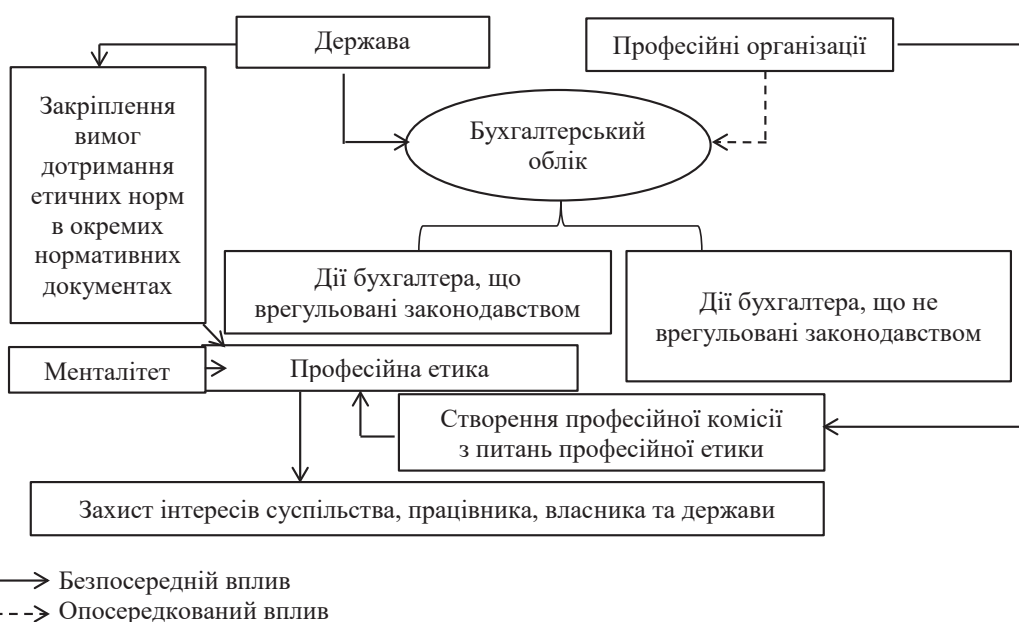 Держава
Професійні організації
Закріплення
вимог
дотримання
етичних норм
в окремих
нормативних
документах
Бухгалтерський
облік
Дії бухгалтера, що
врегульовані законодавством
Дії бухгалтера, що не
врегульовані законодавством
Менталітет
Професійна етика
Створення професійної комісії
з питань професійної етики
Захист інтересів суспільства, працівника, власника та держави
Безпосередній вплив
Опосередкований вплив